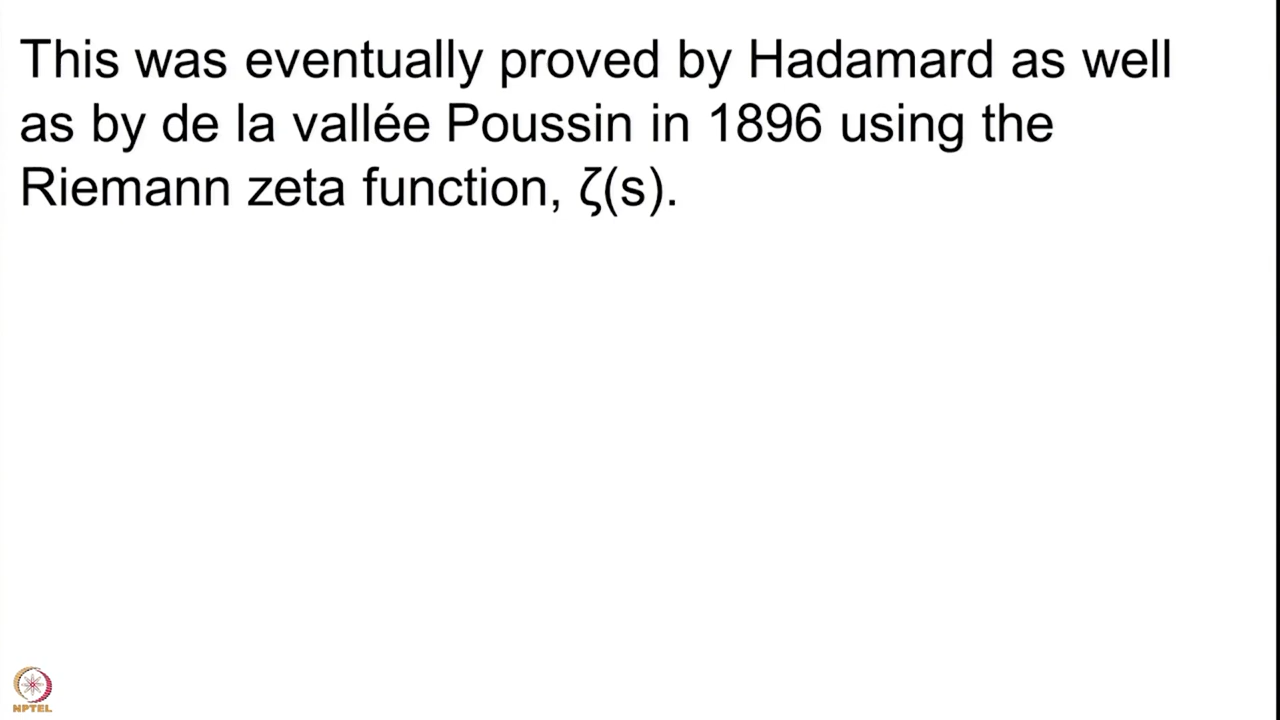 This was eventually proved by Hadamard as well
as by de la vallée Poussin in 1896 using the
Riemann zeta function, ζ(s).
NPTEL